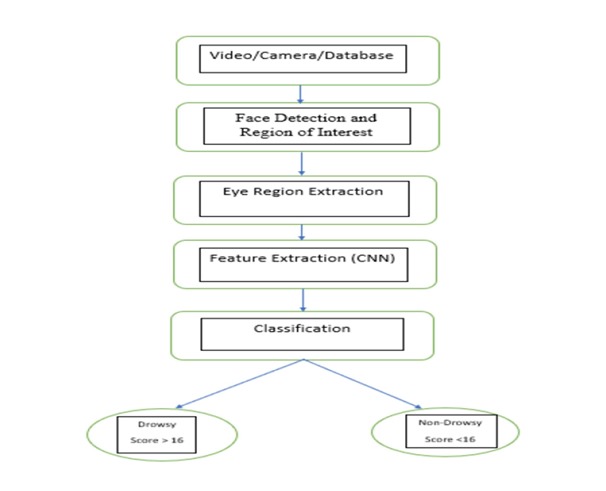 Video/Camera/Database
Face Detection and
Region of Interest
Eye Region Extraction
Feature Extraction (CNN)
Classification
Drowsy
Score > 16
Non-Drowsy
Score <16